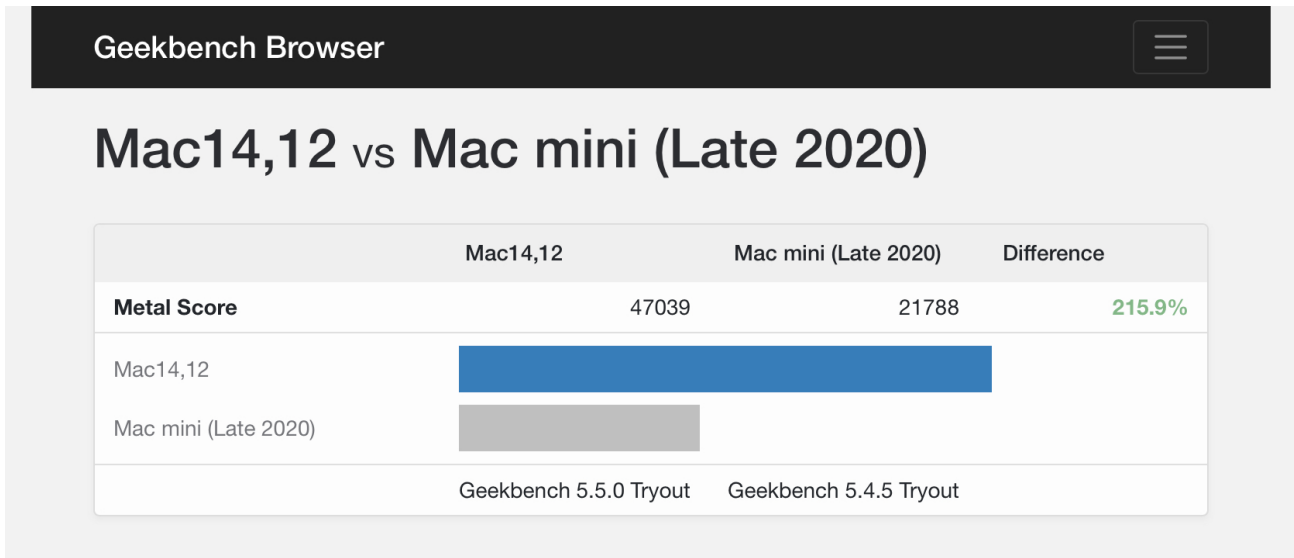 Geekbench Browser
Mac14,12 vs Mac mini (Late 2020)
Mac14,12 Mac mini (Late 2020) Difference
Metal Score 47039 21788 215.9%
Mac14,12
Mac mini (Late 2020)
Geekbench 5.5.0 Tryout Geekbench 5.4.5 Tryout